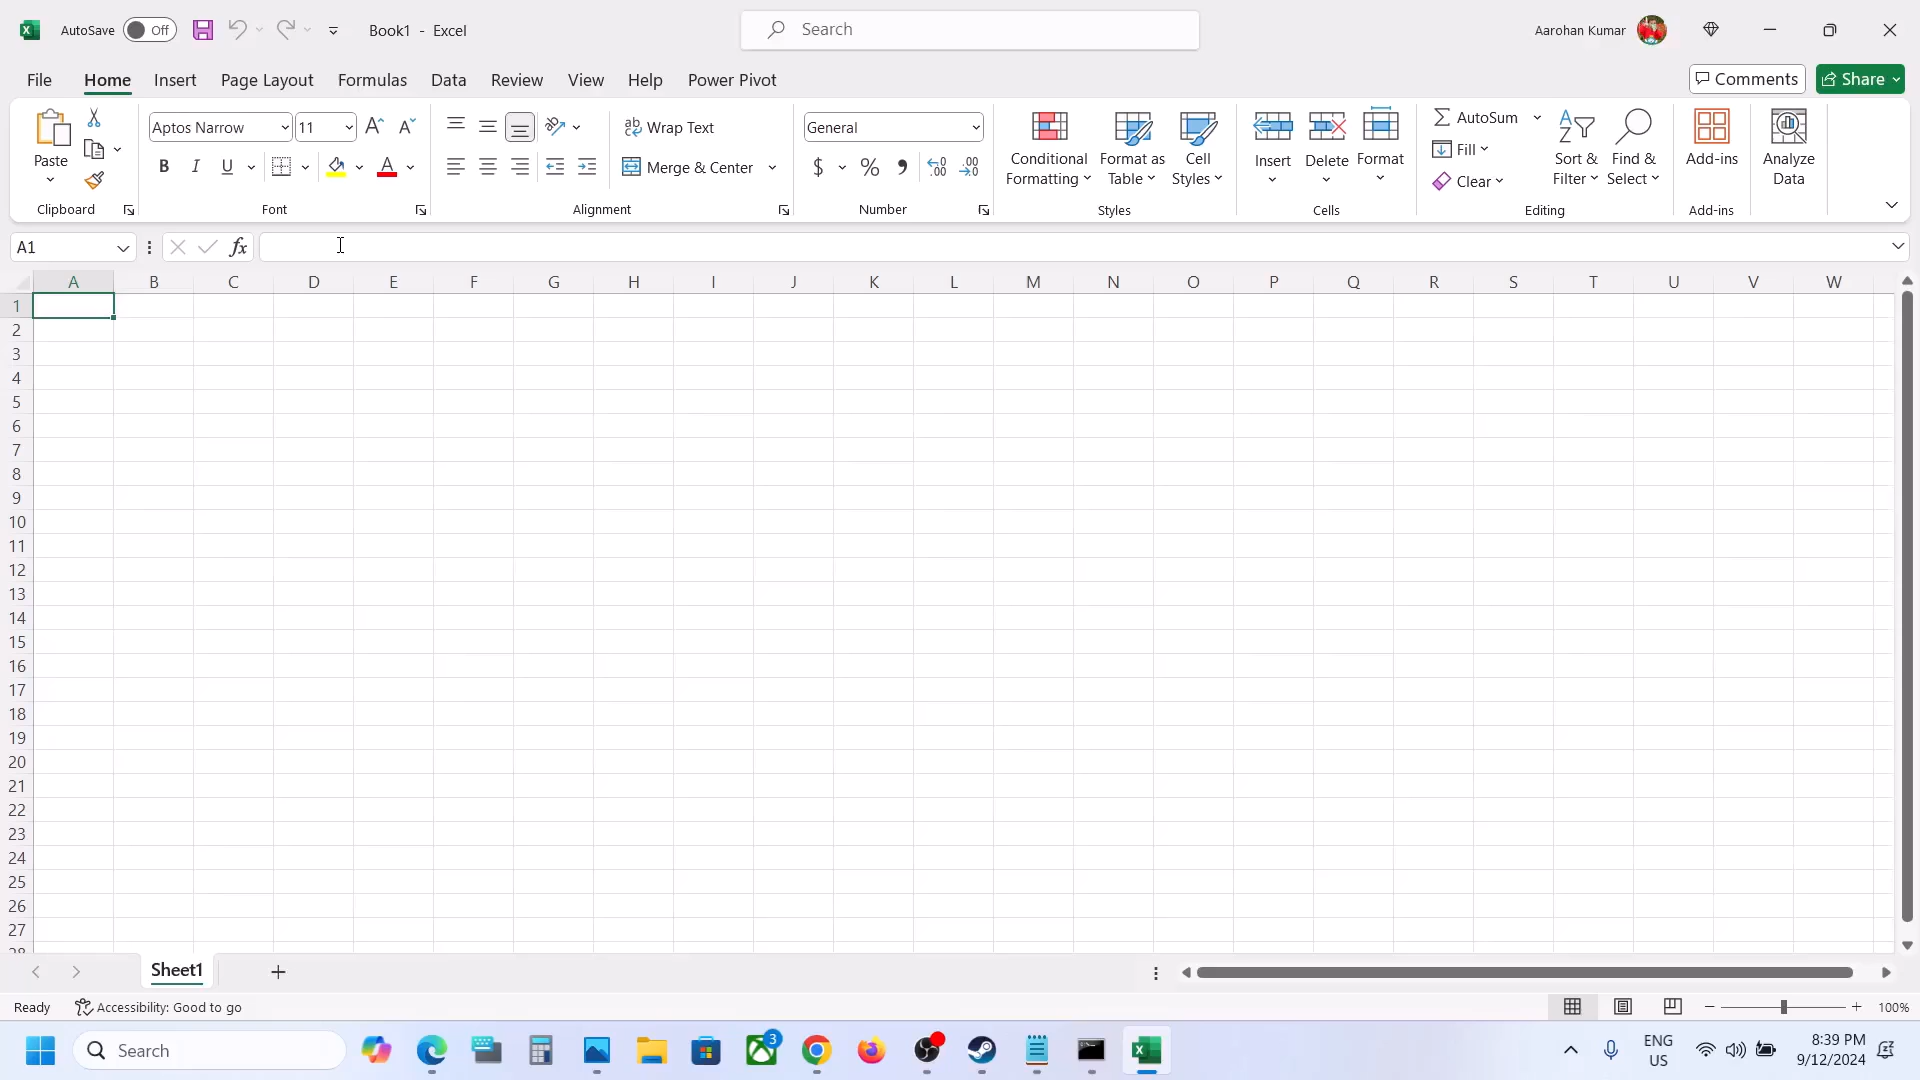 AutoSave Off Book1 - Excel Search Aarohan Kumar
File Home Insert Page Layout Formulas Data Review View Help Power Pivot Comments Share
Paste
Clipboard
Aptos Narrow 11
B I U A
Font
ab Wrap Text
Merge & Center
Alignment
General
$ % , .00
Number
Conditional
Formatting
Format as
Table
Cell
Styles
Styles
Insert
Delete
Format
Cells
AutoSum
Fill
Clear
Sort &
Filter
Find &
Select
Editing
Add-ins
Add-ins
Analyze
Data
A1 fx
A B C D E F G H I J K L M N O P Q R S T U V W
1
2
3
4
5
6
7
8
9
10
11
12
13
14
15
16
17
18
19
20
21
22
23
24
25
26
27
28
Sheet1
Ready Accessibility: Good to go 100%
Search 3 ENG
US
8:39 PM
9/12/2024